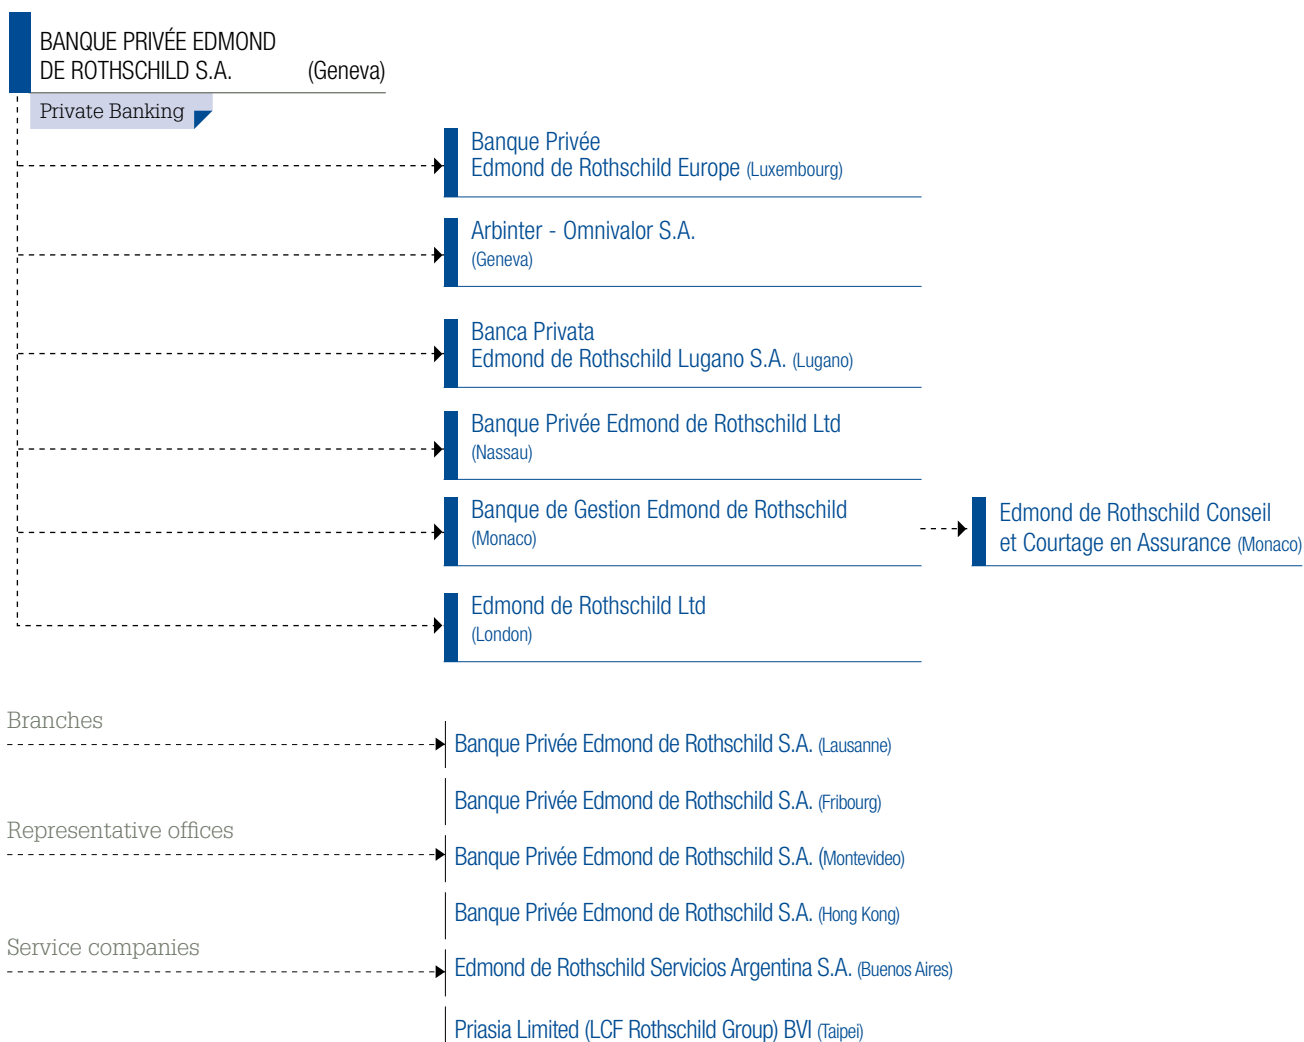 BANQUE PRIVÉE EDMOND
DE ROTHSCHILD S.A. (Geneva)
Private Banking
Banque Privée
Edmond de Rothschild Europe (Luxembourg)
Arbinter - Omnivalor S.A.
(Geneva)
Banca Privata
Edmond de Rothschild Lugano S.A. (Lugano)
Banque Privée Edmond de Rothschild Ltd
(Nassau)
Banque de Gestion Edmond de Rothschild
(Monaco)
Edmond de Rothschild Conseil
et Courtage en Assurance (Monaco)
Edmond de Rothschild Ltd
(London)
Branches
Banque Privée Edmond de Rothschild S.A. (Lausanne)
Banque Privée Edmond de Rothschild S.A. (Fribourg)
Representative offices
Banque Privée Edmond de Rothschild S.A. (Montevideo)
Banque Privée Edmond de Rothschild S.A. (Hong Kong)
Service companies
Edmond de Rothschild Servicios Argentina S.A. (Buenos Aires)
Priasia Limited (LCF Rothschild Group) BVI (Taipei)